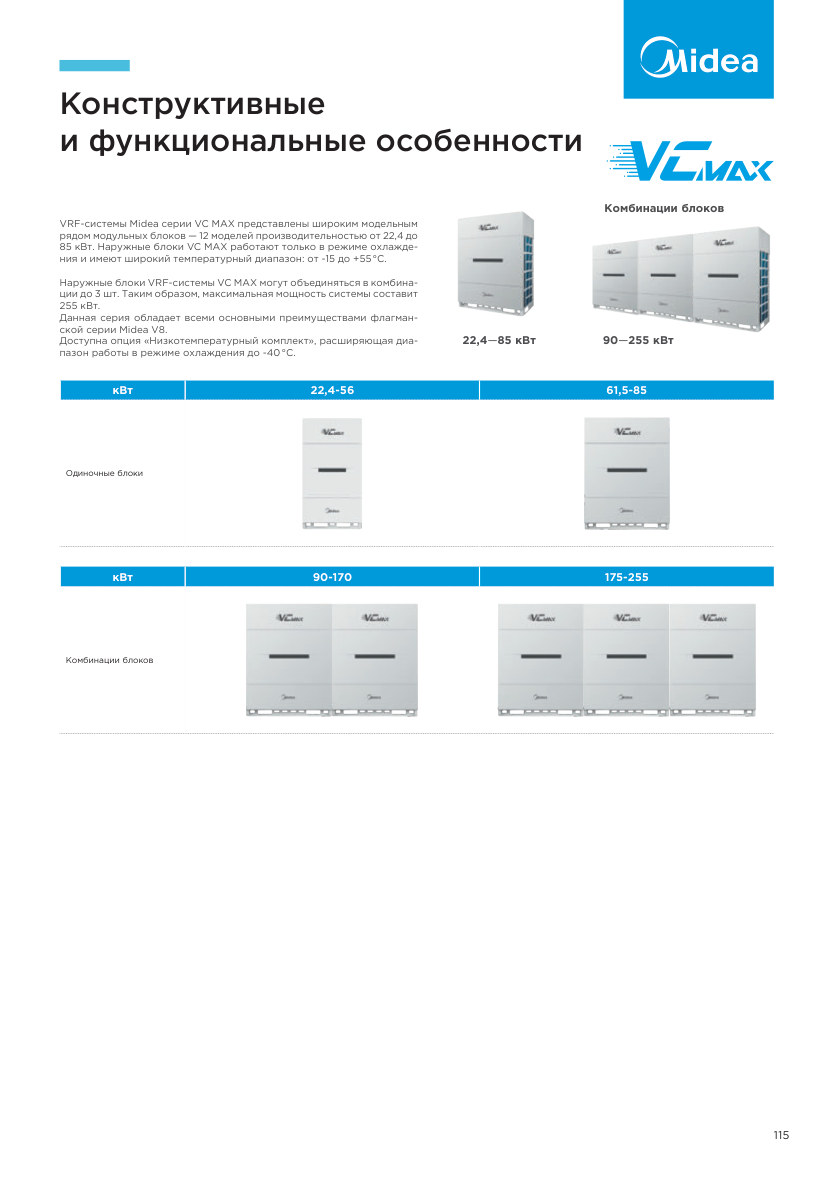 Midea
Конструктивные
и функциональные особенности
VC MAX
VRF-системы Midea серии VC MAX представлены широким модельным
рядом модульных блоков — 12 моделей производительностью от 22,4 до
85 кВт. Наружные блоки VC MAX работают только в режиме охлажде-
ния и имеют широкий температурный диапазон: от -15 до +55 °C.
Наружные блоки VRF-системы VC MAX могут объединяться в комбина-
ции до 3 шт. Таким образом, максимальная мощность системы составит
255 кВт.
Данная серия обладает всеми основными преимуществами флагман-
ской серии Midea V8.
Доступна опция «Низкотемпературный комплект», расширяющая диа-
пазон работы в режиме охлаждения до -40 °C.
22,4—85 кВт
Комбинации блоков
90—255 кВт
кВт 22,4-56 61,5-85
Одиночные блоки
кВт 90-170 175-255
Комбинации блоков
115